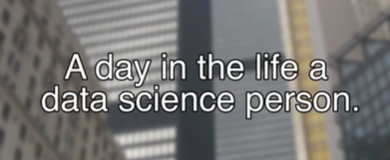 A day in the life a
data science person.